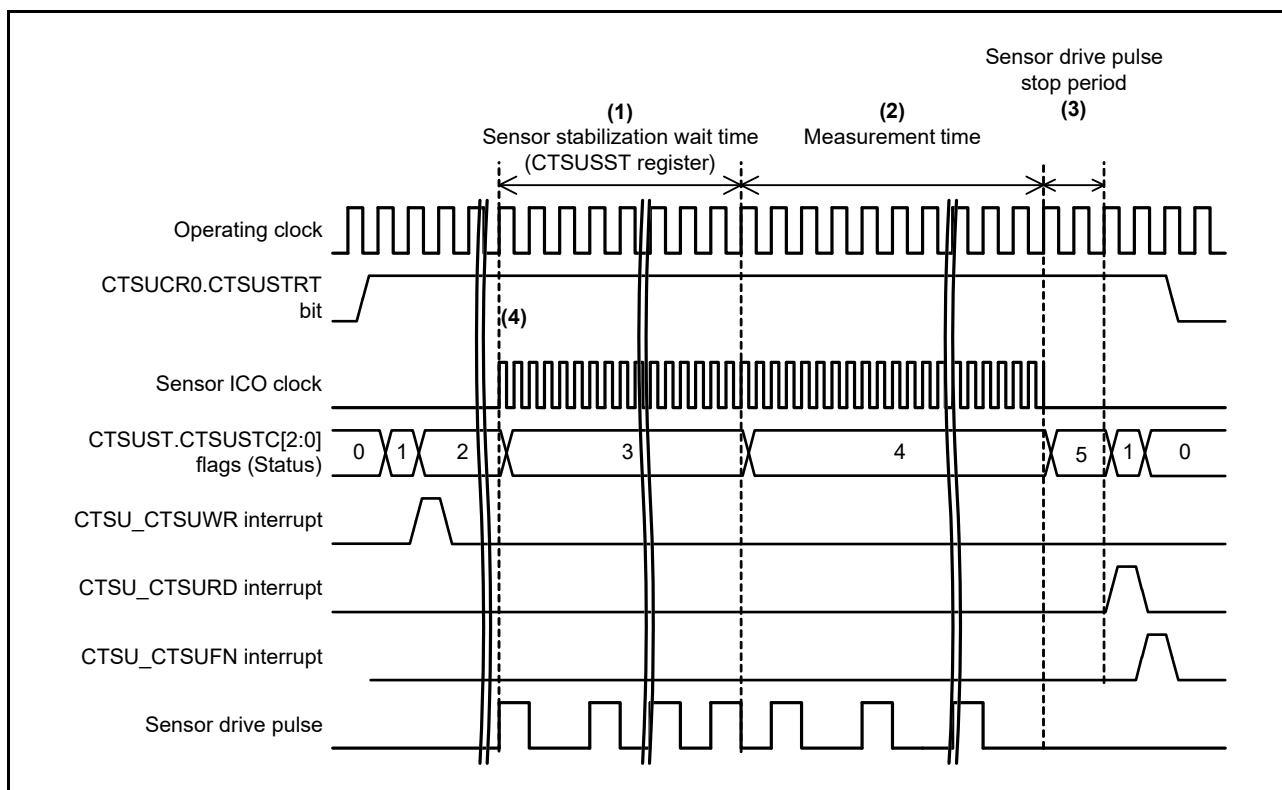 Sensor drive pulse
stop period
(3)
(1)
Sensor stabilization wait time
(CTSUSST register)
(2)
Measurement time
Operating clock
CTSUCR0.CTSUSTRT
bit
(4)
Sensor ICO clock
CTSUST.CTSUSTC[2:0]
flags (Status)
0 1 2 3 4 5 1 0
CTSU_CTSUWR interrupt
CTSU_CTSURD interrupt
CTSU_CTSUFN interrupt
Sensor drive pulse